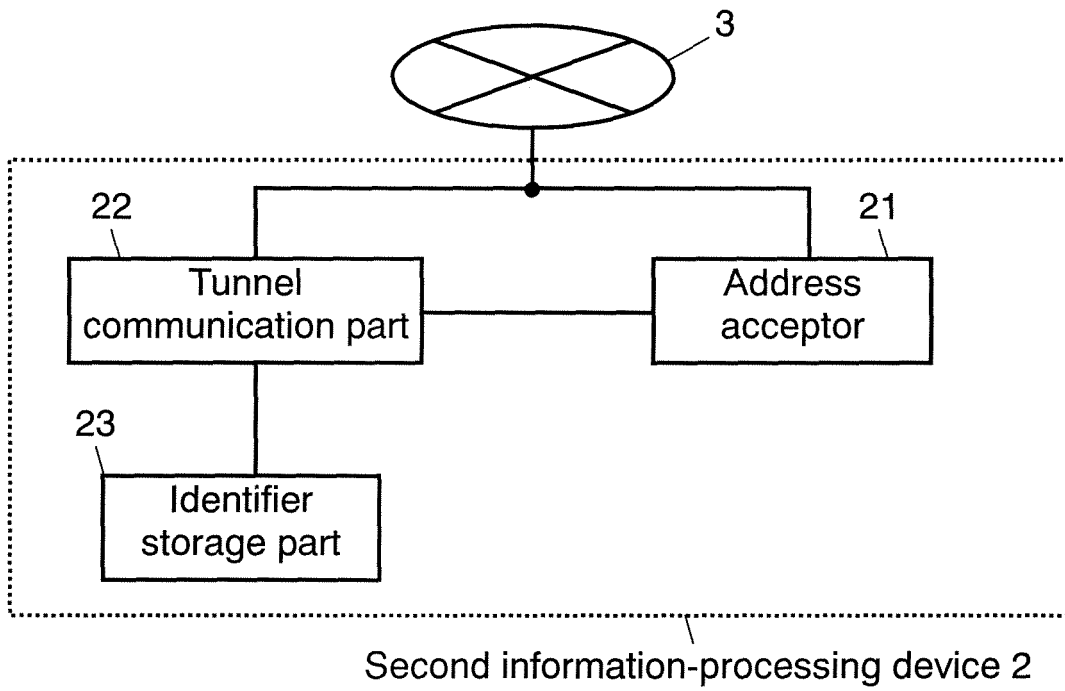 3
22
21
Tunnel
communication part
Address
acceptor
23
Identifier
storage part
Second information-processing device 2